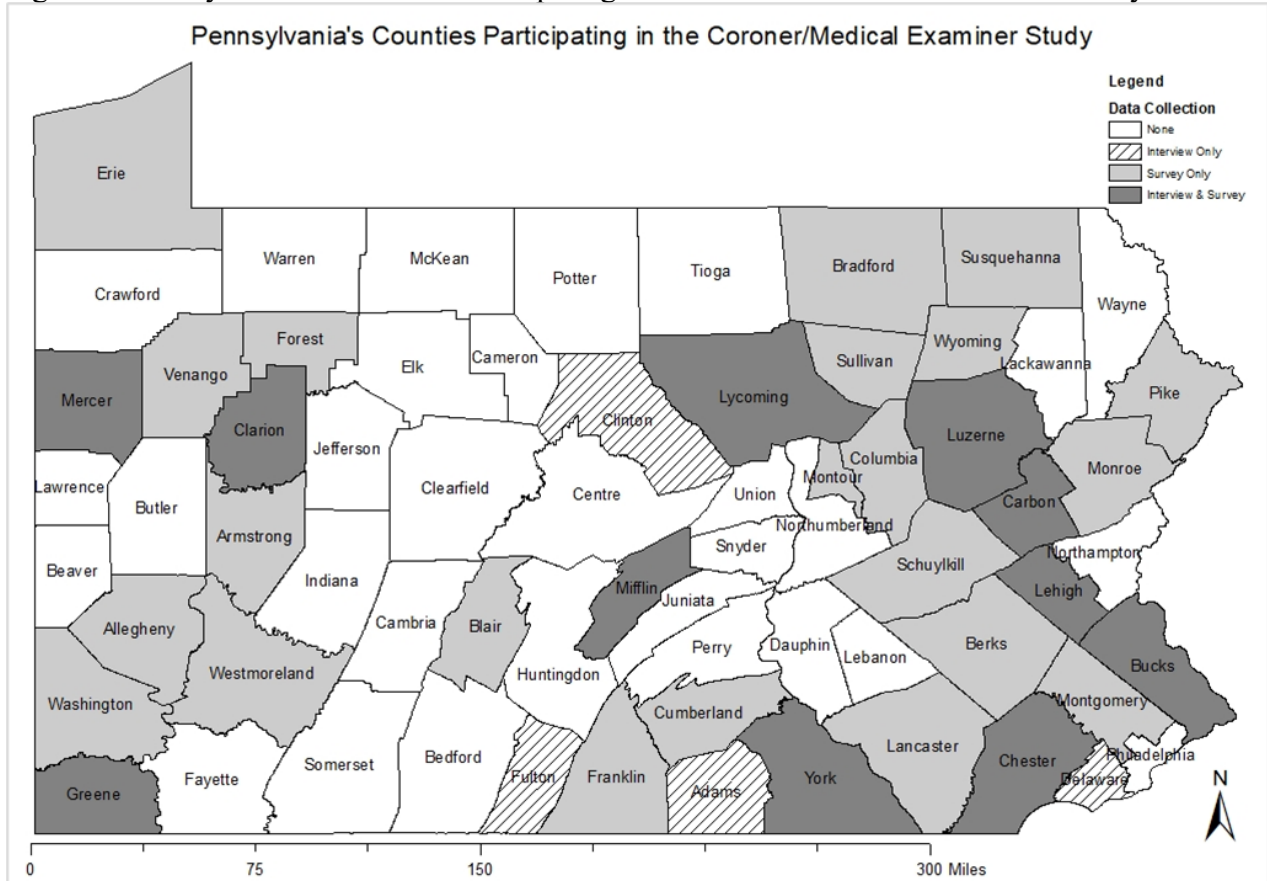 Pennsylvania's Counties Participating in the Coroner/Medical Examiner Study
Legend
Data Collection
None
Interview Only
Survey Only
Interview & Survey
Erie
Warren
McKean
Potter
Tioga
Bradford
Susquehanna
Wayne
Crawford
Forest
Elk
Cameron
Sullivan
Wyoming
Lackawanna
Pike
Venango
Mercer
Clarion
Jefferson
Clinton
Lycoming
Luzerne
Columbia
Montour
Monroe
Carbon
Lawrence
Butler
Clearfield
Centre
Union
Northumberland
Snyder
Armstrong
Schuylkill
Northampton
Lehigh
Beaver
Indiana
Mifflin
Juniata
Cambria
Blair
Allegheny
Perry
Dauphin
Lebanon
Berks
Bucks
Westmoreland
Huntingdon
Washington
Cumberland
Montgomery
Lancaster
Philadelphia
Chester
Delaware
Greene
Fayette
Somerset
Bedford
Fulton
Franklin
Adams
York
N
0 75 150 300 Miles